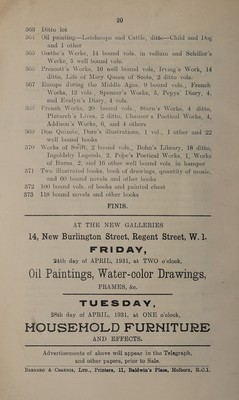 20
363 Ditto lot
364 Oil painting—Landscape and Cattle, ditto—Child and Dog
and 1 other
365 Goethe's Works, 14 bound vols. in vellum and Schiller's
Works, 5 well bound vols.
366 Prescott's Works, 16 well bound vols., Irving's Work, 14
ditto, Life of Mary Queen of Scots, 2 ditto vols.
367 Europe during the Middle Ages, 9 bound vols., French
Works, 12 vols., Spencer's Works, 5, Pepys' Diary, 4,
and Evelyn's Diary, 4 vols.
368 French Works, 20 bound vols., Stern's Works, 4 ditto,
Plutarch's Lives, 2 ditto, Chaucer's Poetical Works, 4,
Addison's Works, 6, and 4 others
369 Don Quixote, Dore's illustrations, 1 vol., 1 other and 22
well bound books
370 Works of Swift, 2 bound vols., Bohn's Library, 18 ditto,
Ingoldsby Legends, 2, Pope's Poetical Works, 1, Works
of Burns, 2, and 16 other well bound vols. in hamper
371 Two illustrated books, book of drawings, quantity of music,
and 60 bound novels and other books
372 100 bound vols. of books and painted chest
373 118 bound novels and other books
FINIS.
AT THE NEW GALLERIES
14, New Burlington Street, Regent Street, W.1.
FRIDAY,
24th day of APRIL, 1931, at TWO o'clock,
Oil Paintings, Water-color Drawings,
FRAMES, &c.
TUESDAY,
28th day of APRIL, 1931, at ONE o'clock,
HOUSEHOLD FURNITURE
AND EFFECTS.
Advertisements of above will appear in the Telegraph,
and other papers, prior to Sale.
Barnard & Crannis, Ltd., Printers, 11, Baldwin's Place, Holborn, E.C.1.